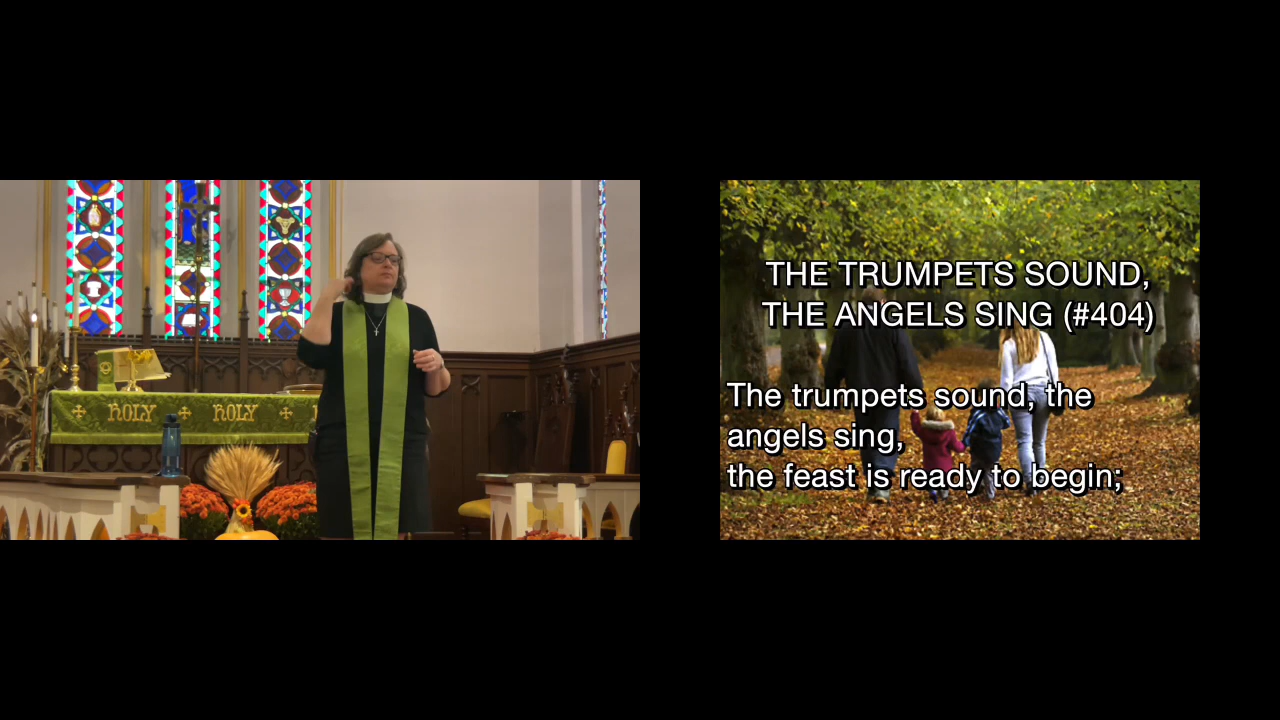 HOLY HOLY
THE TRUMPETS SOUND,
THE ANGELS SING (#404)
The trumpets sound, the
angels sing,
the feast is ready to begin;